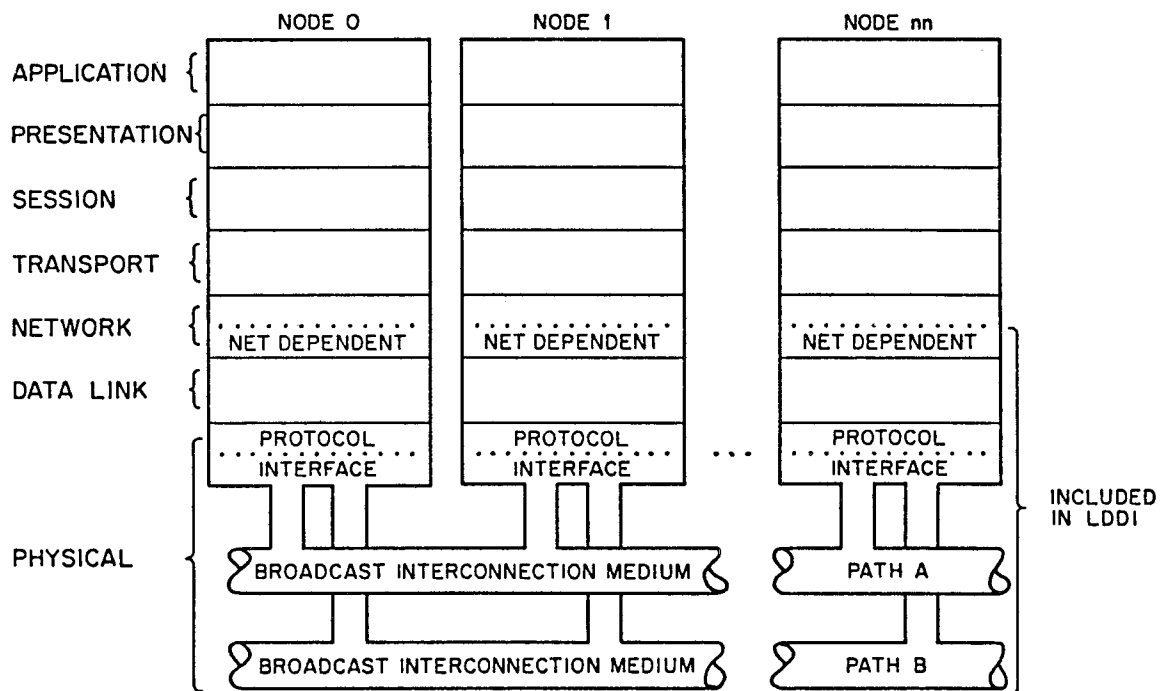 NODE 0 NODE 1 NODE nn
APPLICATION
PRESENTATION
SESSION
TRANSPORT
NETWORK
NET DEPENDENT NET DEPENDENT NET DEPENDENT
DATA LINK
PROTOCOL PROTOCOL PROTOCOL
INTERFACE INTERFACE INTERFACE
INCLUDED
IN LDDI
PHYSICAL
BROADCAST INTERCONNECTION MEDIUM PATH A
BROADCAST INTERCONNECTION MEDIUM PATH B